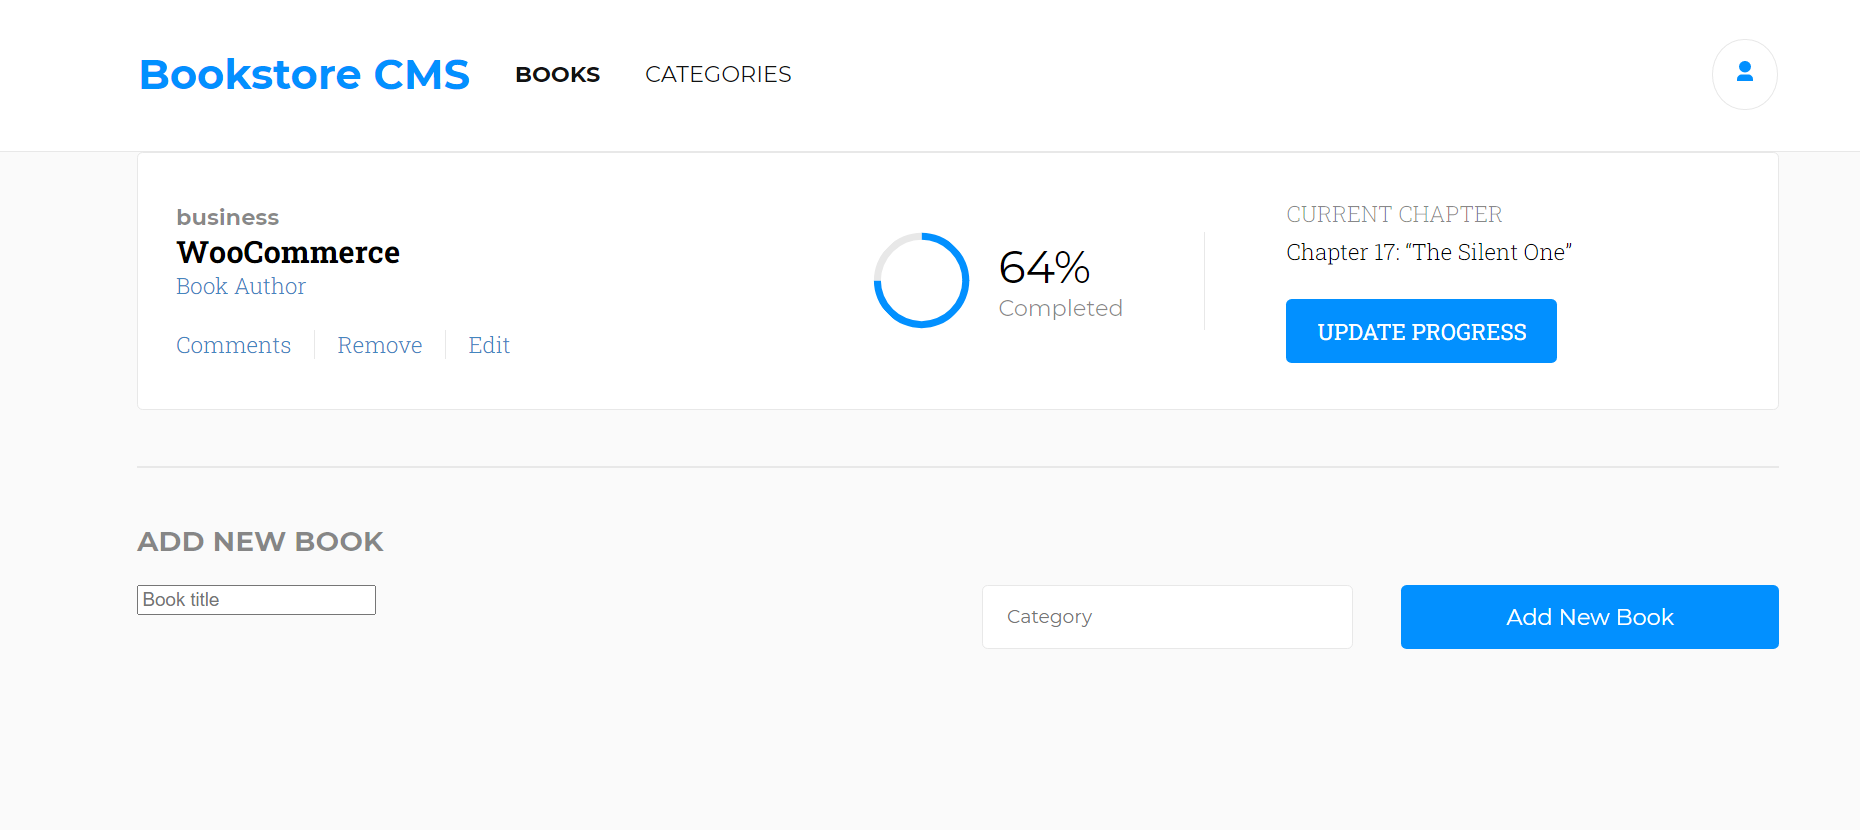 Bookstore CMS
BOOKS
CATEGORIES
business
WooCommerce
Book Author
Comments
Remove
Edit
64%
Completed
CURRENT CHAPTER
Chapter 17: “The Silent One”
UPDATE PROGRESS
ADD NEW BOOK
Book title
Category
Add New Book